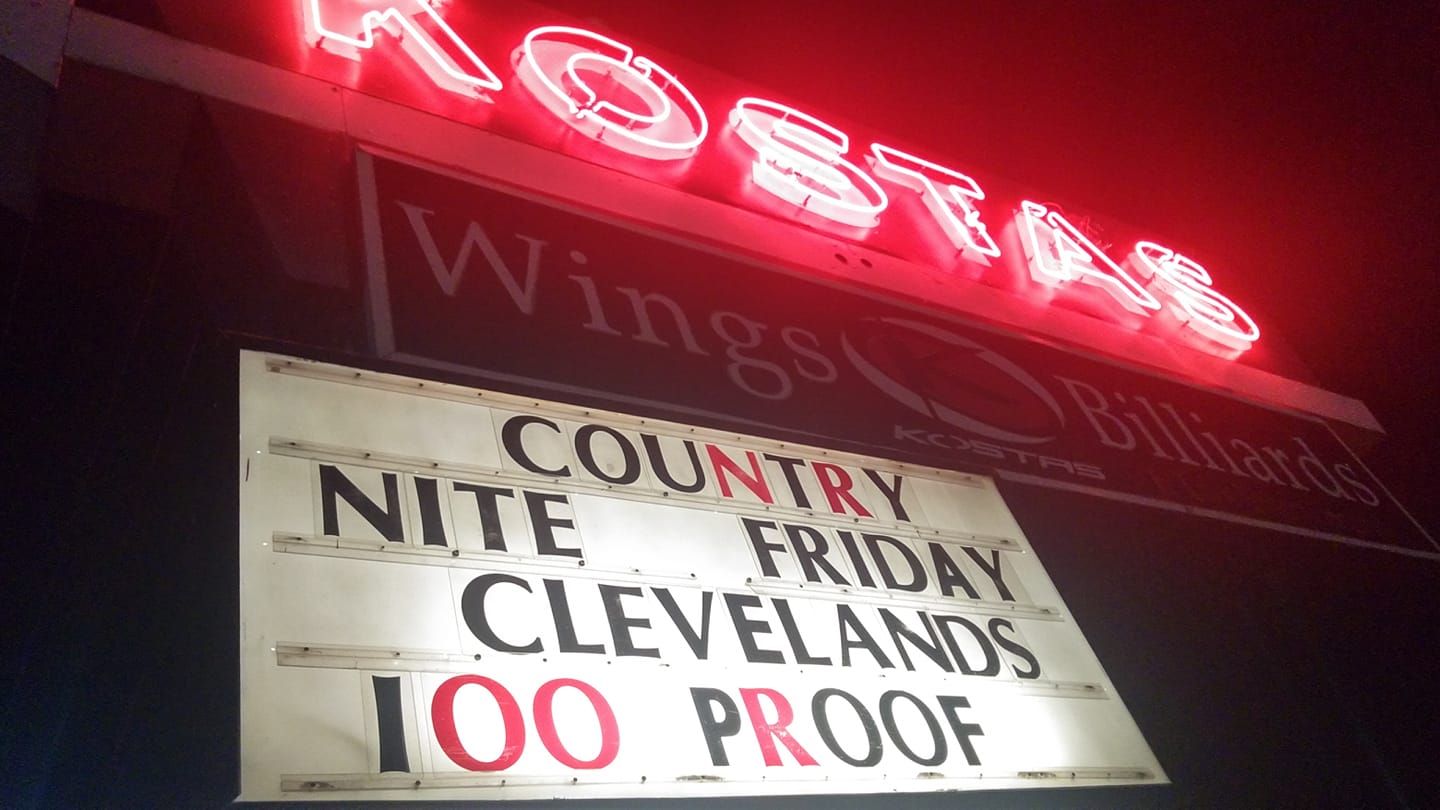 KOSTAS
Wings KOSTAS Billiards
COUNTRY
NITE FRIDAY
CLEVELANDS
100 PROOF